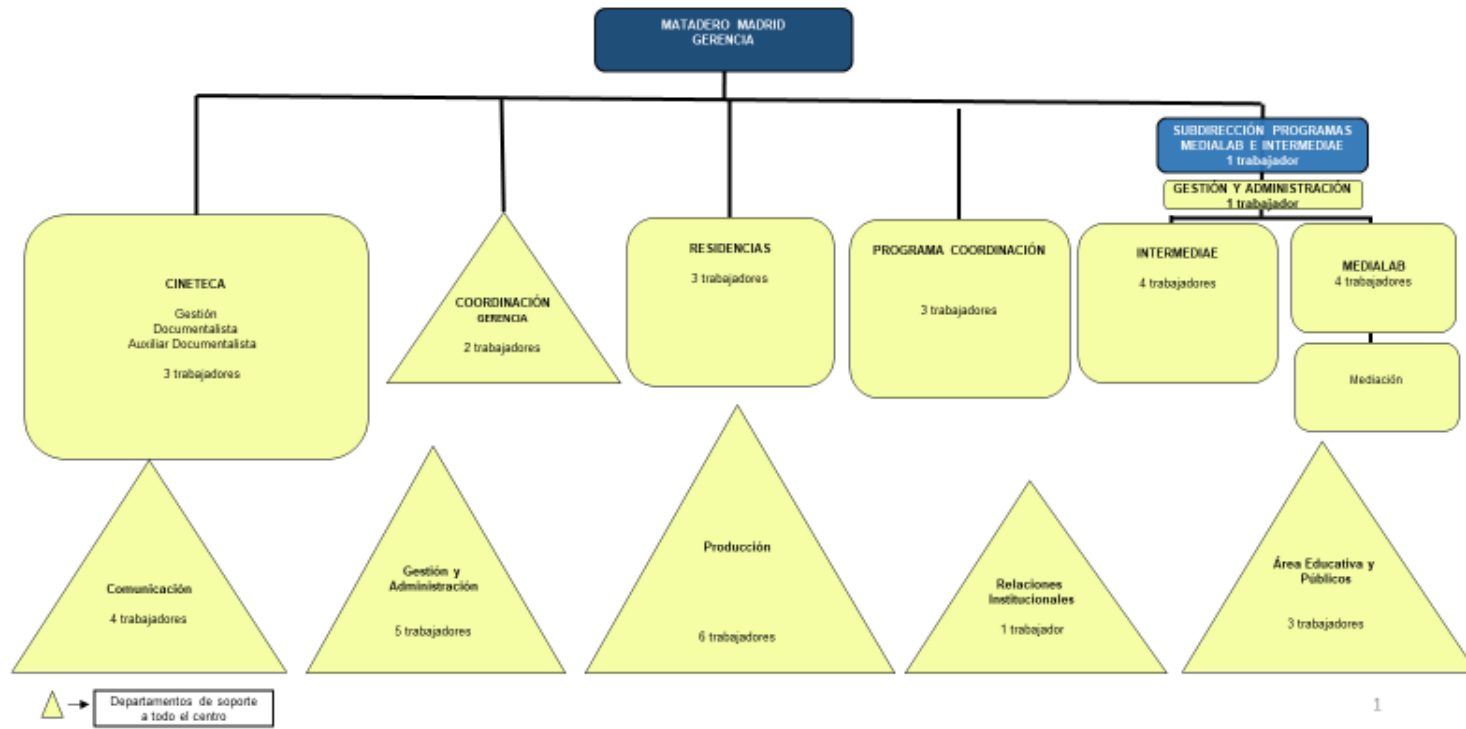 MATADERO MADRID
GERENCIA
SUBDIRECCIÓN PROGRAMAS
MEDIALAB E INTERMEDIAE
1 trabajador
GESTIÓN Y ADMINISTRACIÓN
1 trabajador
CINETECA
Gestión
Documentalista
Auxiliar Documentalista
3 trabajadores
COORDINACIÓN
GERENCIA
2 trabajadores
RESIDENCIAS
3 trabajadores
PROGRAMA COORDINACIÓN
3 trabajadores
INTERMEDIAE
4 trabajadores
MEDIALAB
4 trabajadores
Mediación
Comunicación
4 trabajadores
Gestión y
Administración
5 trabajadores
Producción
6 trabajadores
Relaciones
Institucionales
1 trabajador
Área Educativa y
Públicos
3 trabajadores
Departamentos de soporte
a todo el centro
1